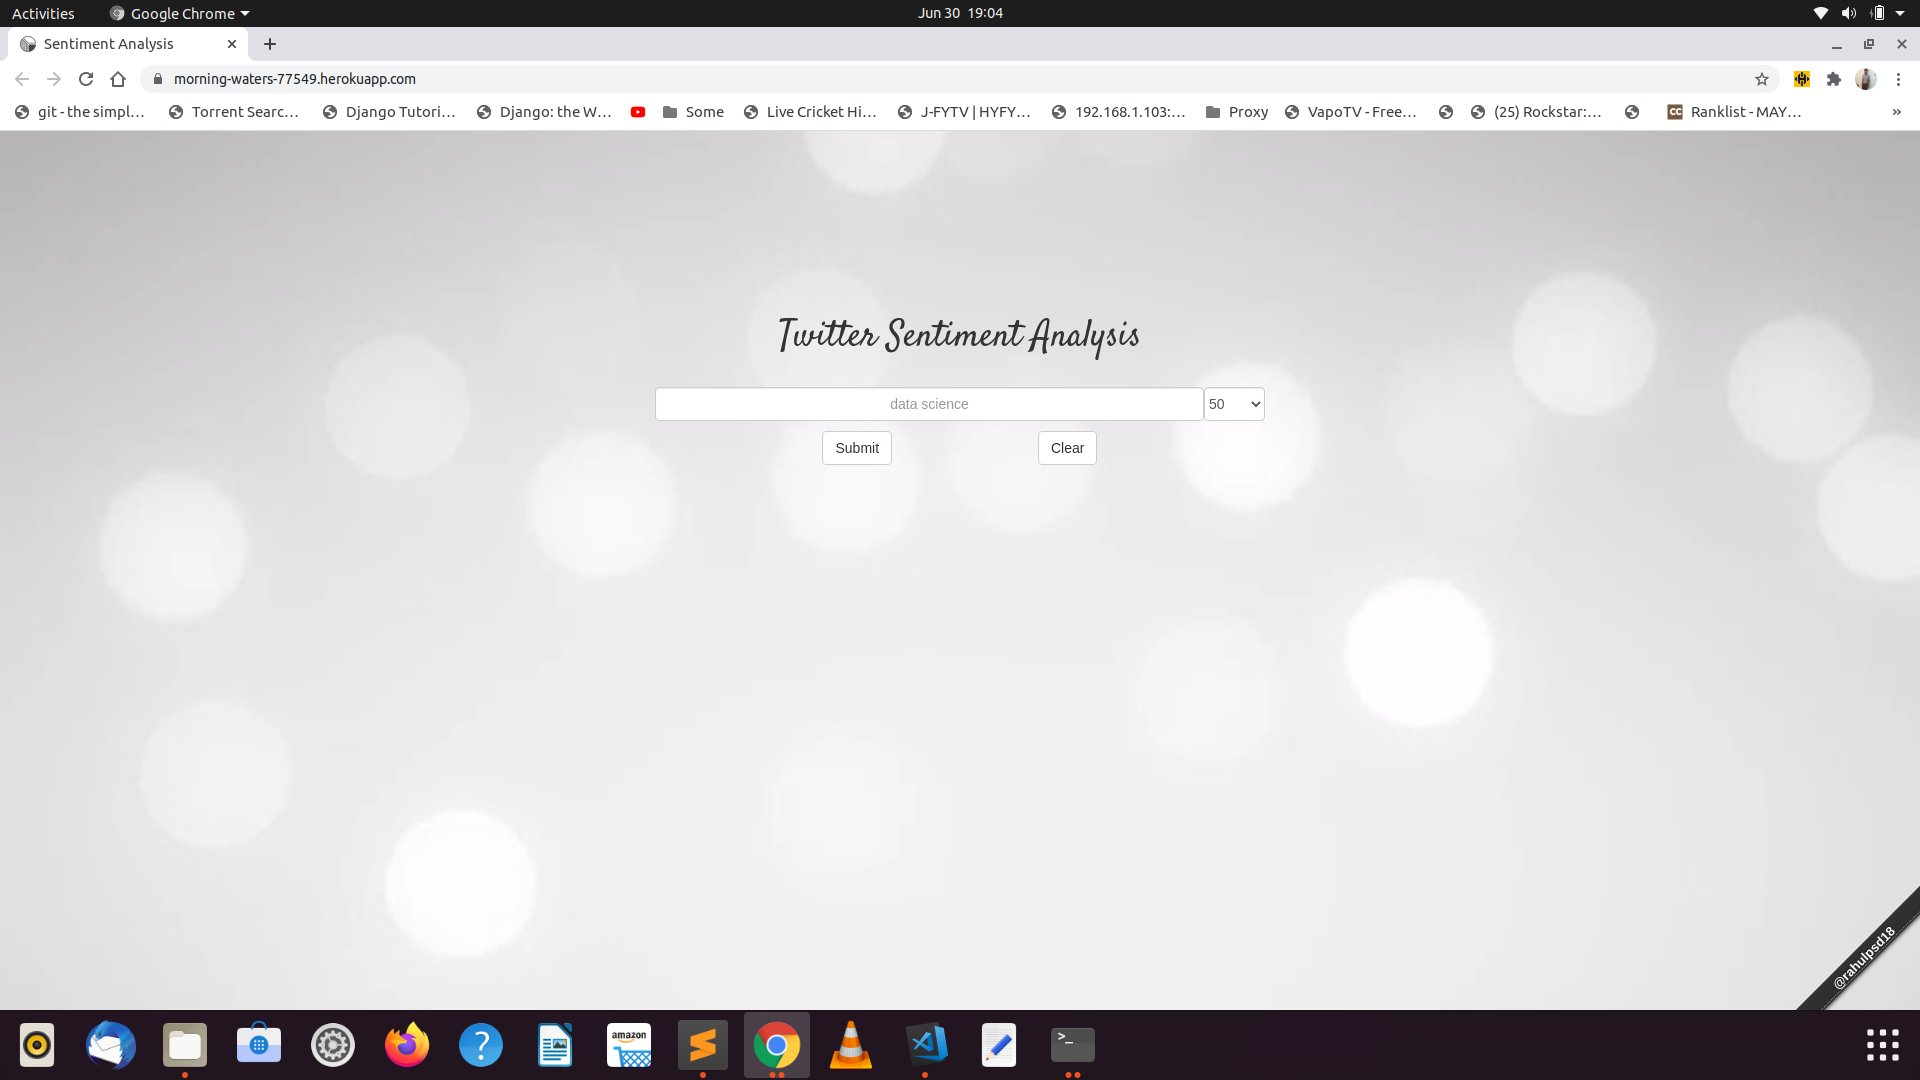 Activities Google Chrome Jun 30 19:04
Sentiment Analysis
morning-waters-77549.herokuapp.com
git - the simpl... Torrent Searc... Django Tutori... Django: the W... Some Live Cricket Hi... J-FYTV | HYFY... 192.168.1.103:... Proxy VapoTV - Free... (25) Rockstar:... CC Ranklist - MAY... »
Twitter Sentiment Analysis
data science 50
Submit Clear
@rahulpsd18
? amazon >_